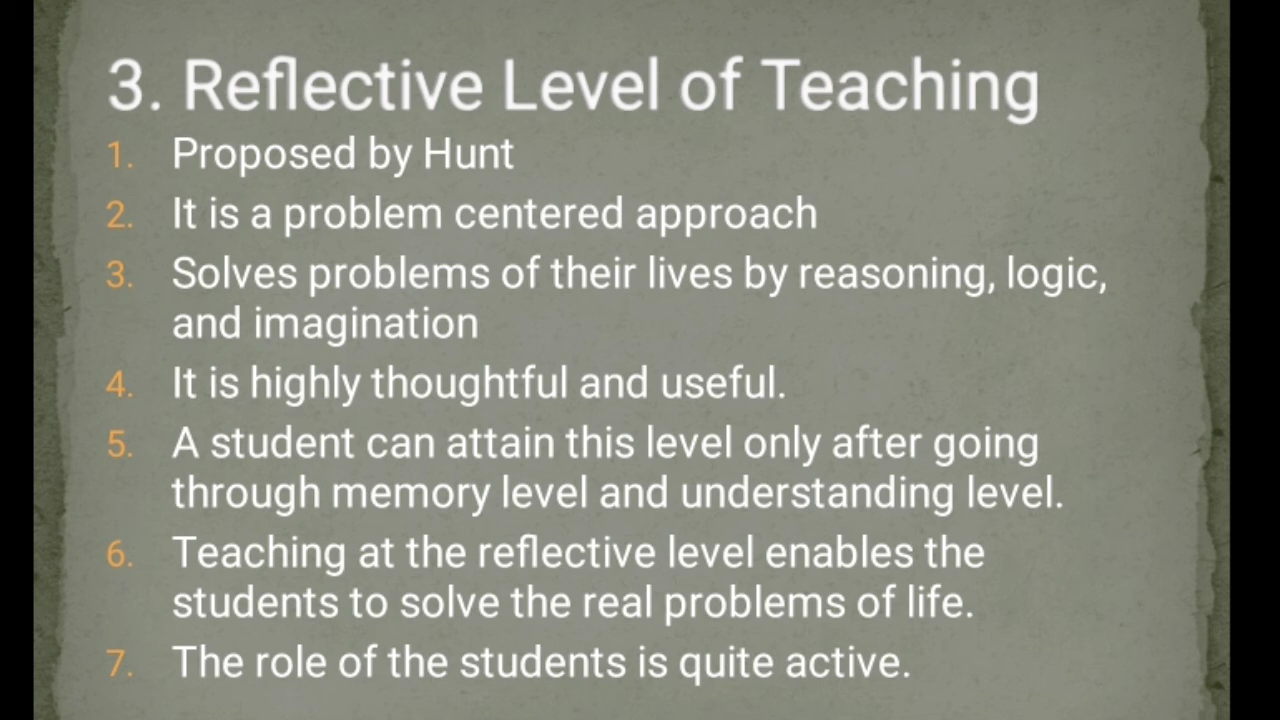 3. Reflective Level of Teaching
1. Proposed by Hunt
2. It is a problem centered approach
3. Solves problems of their lives by reasoning, logic,
and imagination
4. It is highly thoughtful and useful.
5. A student can attain this level only after going
through memory level and understanding level.
6. Teaching at the reflective level enables the
students to solve the real problems of life.
7. The role of the students is quite active.